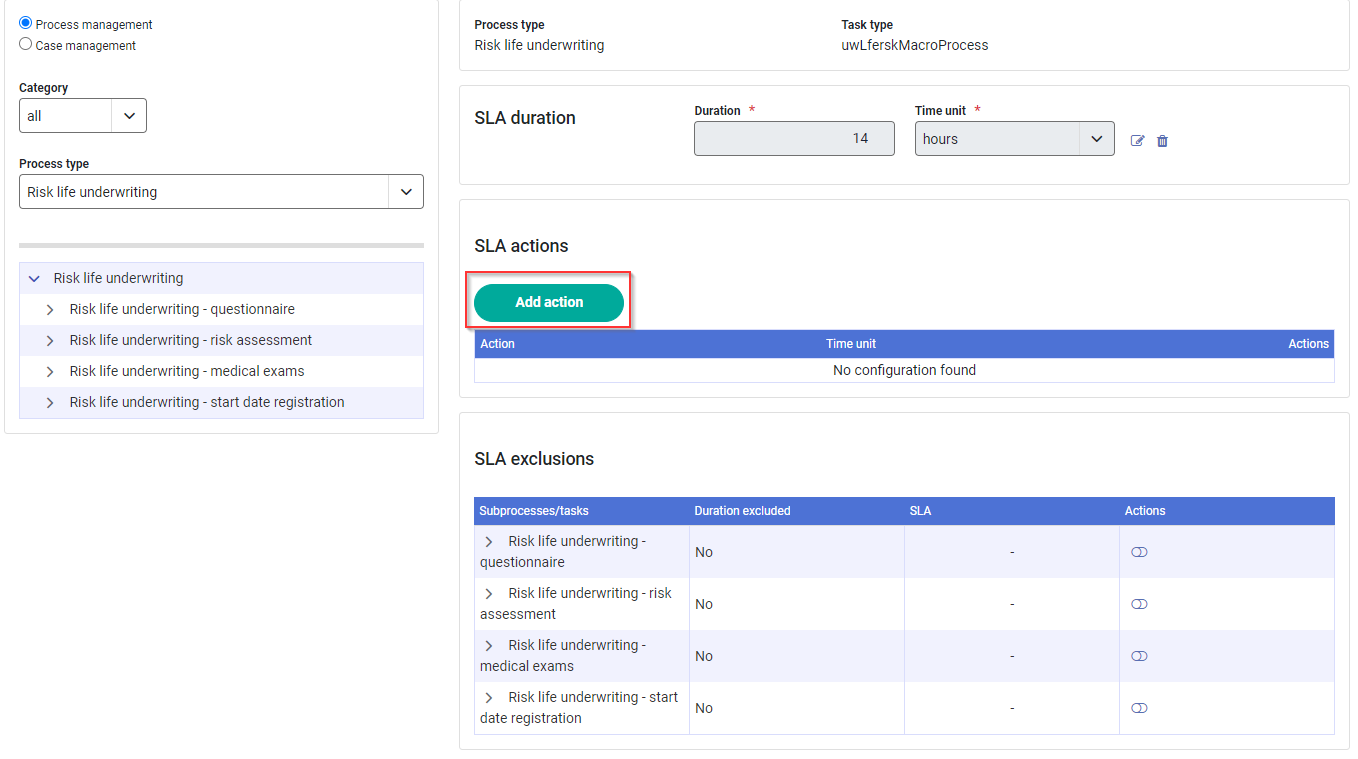 Process management
Case management
Category
all
Process type
Risk life underwriting
Risk life underwriting
Risk life underwriting - questionnaire
Risk life underwriting - risk assessment
Risk life underwriting - medical exams
Risk life underwriting - start date registration
Process type
Task type
Risk life underwriting
uwLferskMacroProcess
SLA duration
Duration *
Time unit *
14
hours
SLA actions
Add action
Action
Time unit
Actions
No configuration found
SLA exclusions
Subprocesses/tasks
Duration excluded
SLA
Actions
Risk life underwriting -
questionnaire
No
-
Risk life underwriting - risk
assessment
No
-
Risk life underwriting -
medical exams
No
-
Risk life underwriting - start
date registration
No
-